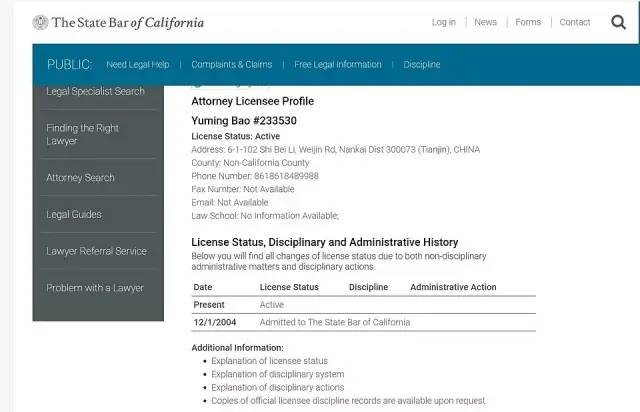 The State Bar of California
Log in News Forms Contact
PUBLIC: Need Legal Help Complaints & Claims Free Legal Information Discipline
Legal Specialist Search
Finding the Right
Lawyer
Attorney Search
Legal Guides
Lawyer Referral Service
Problem with a Lawyer
Attorney Licensee Profile
Yuming Bao #233530
License Status: Active
Address: 6-1-102 Shi Bei Li, Weijin Rd, Nankai Dist 300073 (Tianjin), CHINA
County: Non-California County
Phone Number: 8618618489988
Fax Number: Not Available
Email: Not Available
Law School: No Information Available;
License Status, Disciplinary and Administrative History
Below you will find all changes of license status due to both non-disciplinary
administrative matters and disciplinary actions.
Date License Status Discipline Administrative Action
Present Active
12/1/2004 Admitted to The State Bar of California
Additional Information:
• Explanation of licensee status
• Explanation of disciplinary system
• Explanation of disciplinary actions
• Copies of official licensee discipline records are available upon request